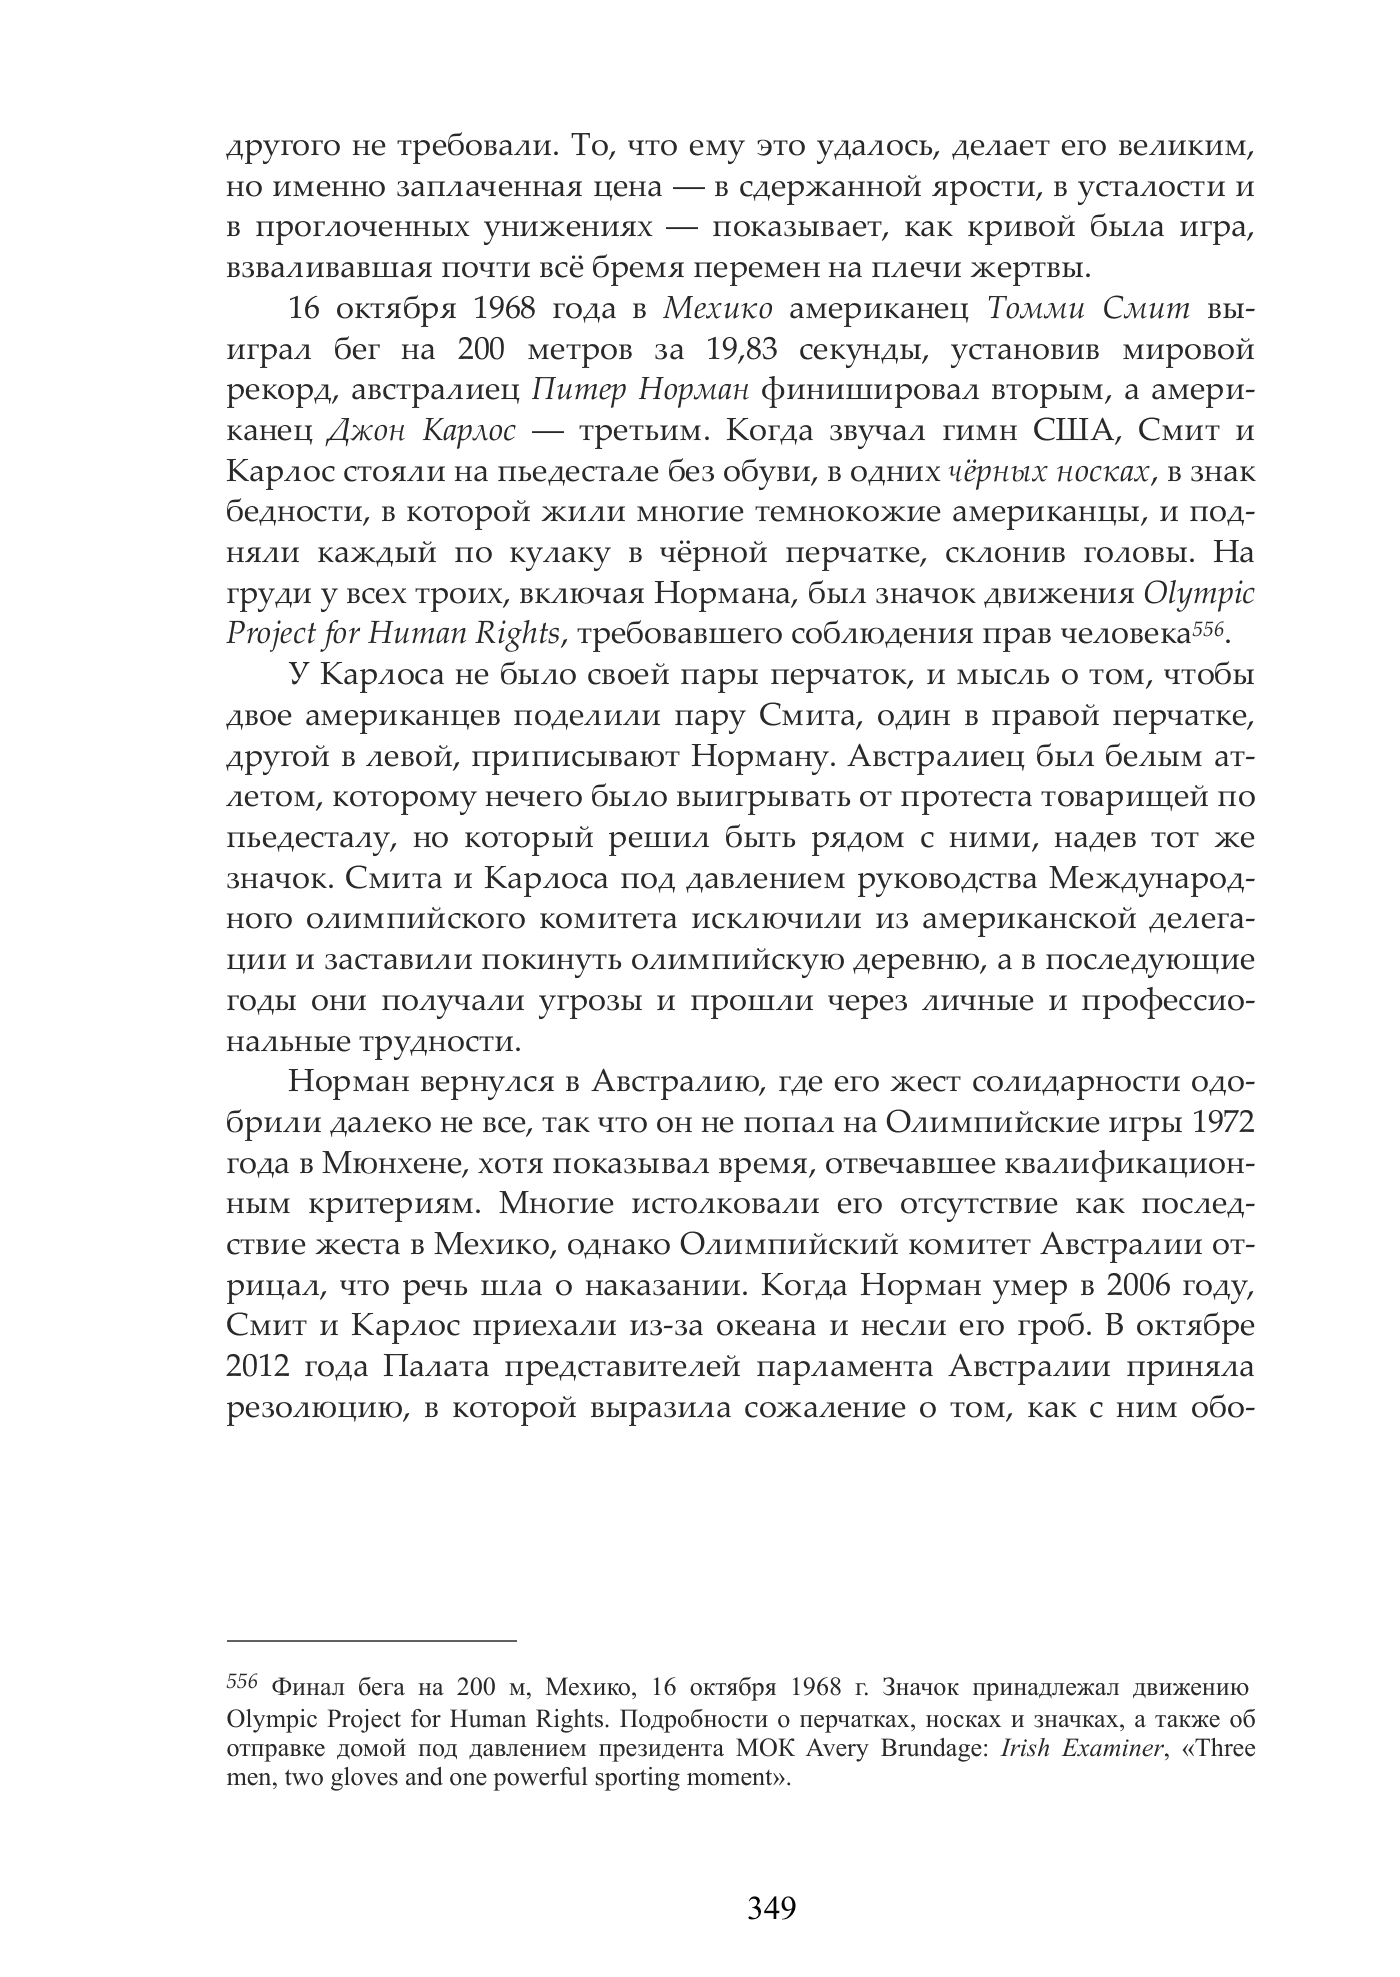 другого не требовали. То, что ему это удалось, делает его великим,
но именно заплаченная цена — в сдержанной ярости, в усталости и
в проглоченных унижениях — показывает, как кривой была игра,
взваливавшая почти всё бремя перемен на плечи жертвы.
16 октября 1968 года в Мехико американец Томми Смит вы-
играл бег на 200 метров за 19,83 секунды, установив мировой
рекорд, австралиец Питер Норман финишировал вторым, а амери-
канец Джон Карлос — третьим. Когда звучал гимн США, Смит и
Карлос стояли на пьедестале без обуви, в одних чёрных носках, в знак
бедности, в которой жили многие темнокожие американцы, и под-
няли каждый по кулаку в чёрной перчатке, склонив головы. На
груди у всех троих, включая Нормана, был значок движения Olympic
Project for Human Rights, требовавшего соблюдения прав человека556.
У Карлоса не было своей пары перчаток, и мысль о том, чтобы
двое американцев поделили пару Смита, один в правой перчатке,
другой в левой, приписывают Норману. Австралиец был белым ат-
летом, которому нечего было выигрывать от протеста товарищей по
пьедесталу, но который решил быть рядом с ними, надев тот же
значок. Смита и Карлоса под давлением руководства Международ-
ного олимпийского комитета исключили из американской делега-
ции и заставили покинуть олимпийскую деревню, а в последующие
годы они получали угрозы и прошли через личные и профессио-
нальные трудности.
Норман вернулся в Австралию, где его жест солидарности одо-
брили далеко не все, так что он не попал на Олимпийские игры 1972
года в Мюнхене, хотя показывал время, отвечавшее квалификацион-
ным критериям. Многие истолковали его отсутствие как послед-
ствие жеста в Мехико, однако Олимпийский комитет Австралии от-
рицал, что речь шла о наказании. Когда Норман умер в 2006 году,
Смит и Карлос приехали из-за океана и несли его гроб. В октябре
2012 года Палата представителей парламента Австралии приняла
резолюцию, в которой выразила сожаление о том, как с ним обо-
556 Финал бега на 200 м, Мехико, 16 октября 1968 г. Значок принадлежал движению
Olympic Project for Human Rights. Подробности о перчатках, носках и значках, а также об
отправке домой под давлением президента МОК Avery Brundage: Irish Examiner, «Three
men, two gloves and one powerful sporting moment».
349